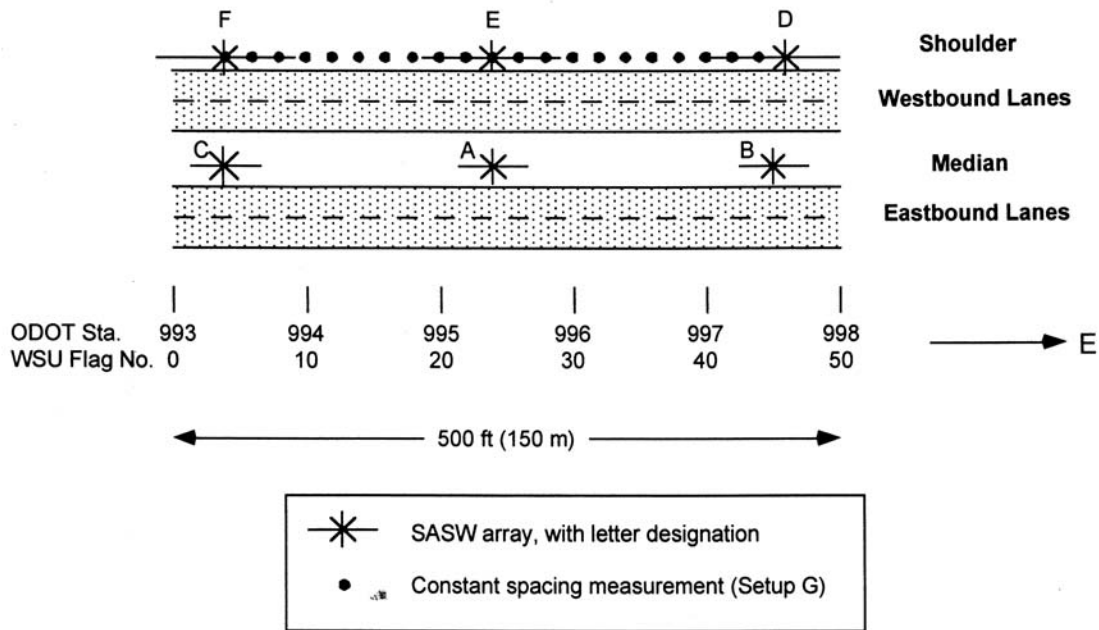 F E D
Shoulder
Westbound Lanes
C A B
Median
Eastbound Lanes
ODOT Sta. 993 994 995 996 997 998
WSU Flag No. 0 10 20 30 40 50
E
500 ft (150 m)
SASW array, with letter designation
Constant spacing measurement (Setup G)